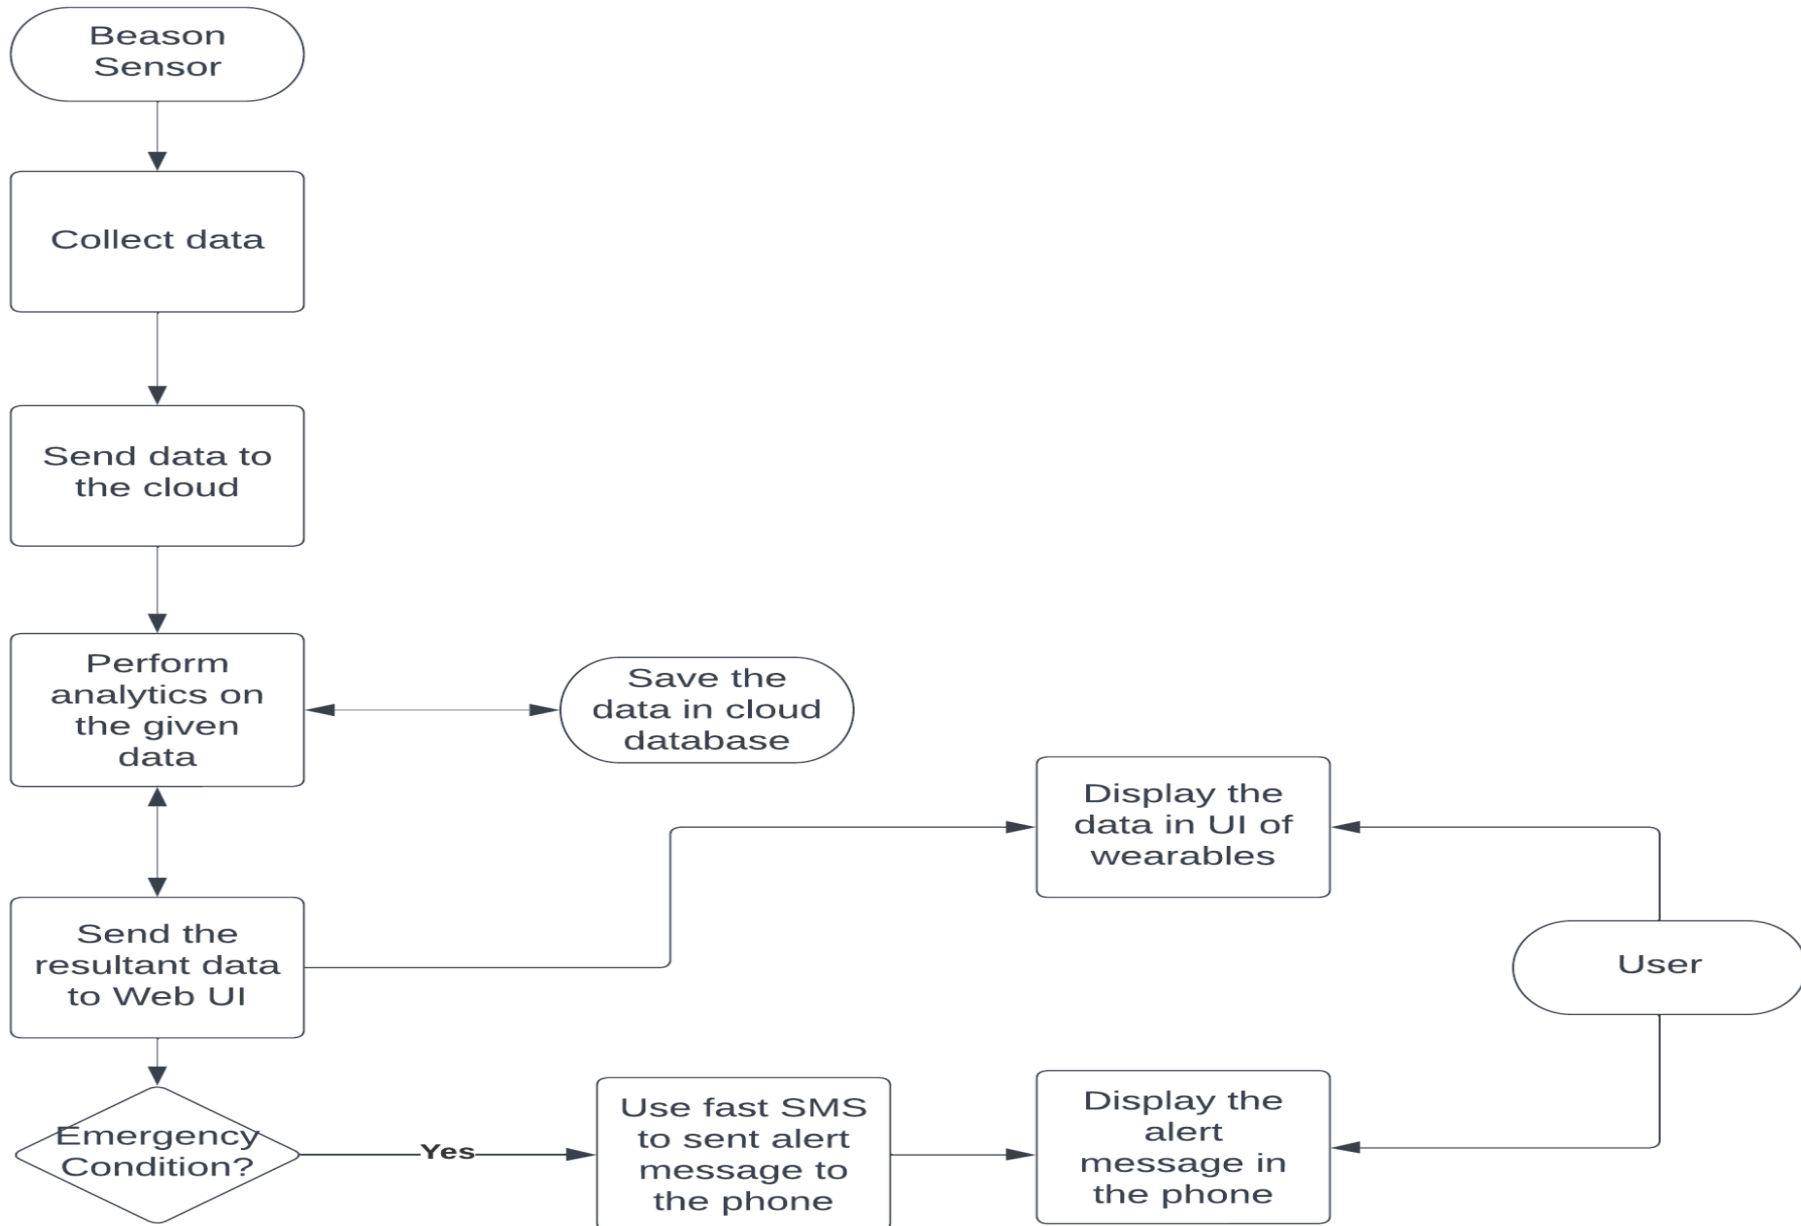 Beason
Sensor
Collect data
Send data to
the cloud
Perform
analytics on
the given
data
Save the
data in cloud
database
Display the
data in UI of
wearables
Send the
resultant data
to Web UI
User
Emergency
Condition?
Yes
Use fast SMS
to sent alert
message to
the phone
Display the
alert
message in
the phone